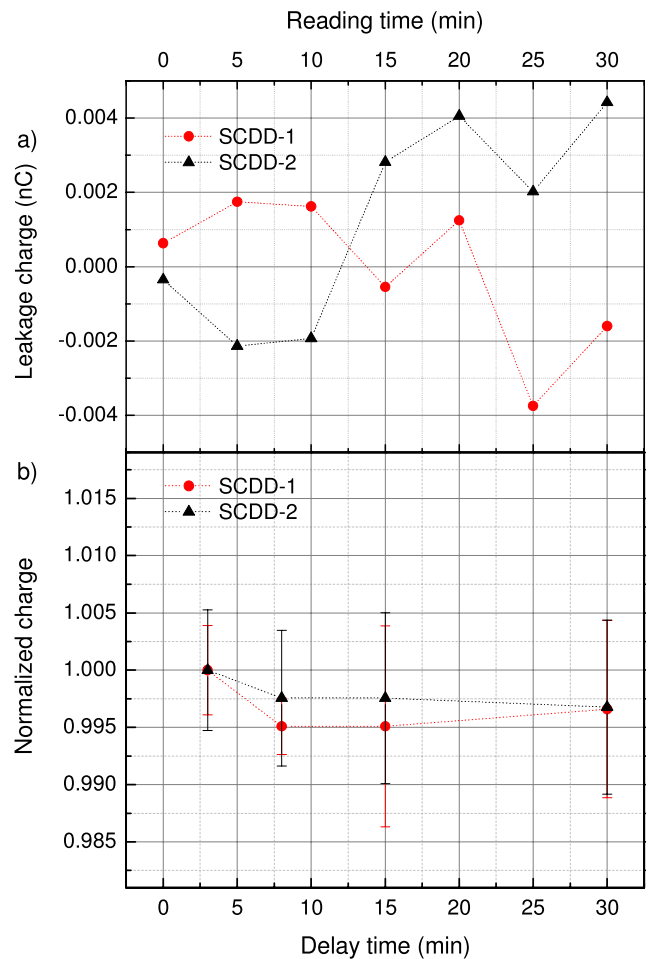 Reading time (min)
0 5 10 15 20 25 30
a)
Leakage charge (nC)
0.004
0.002
0.000
-0.002
-0.004
SCDD-1
SCDD-2
b)
Normalized charge
1.015
1.010
1.005
1.000
0.995
0.990
0.985
SCDD-1
SCDD-2
0 5 10 15 20 25 30
Delay time (min)